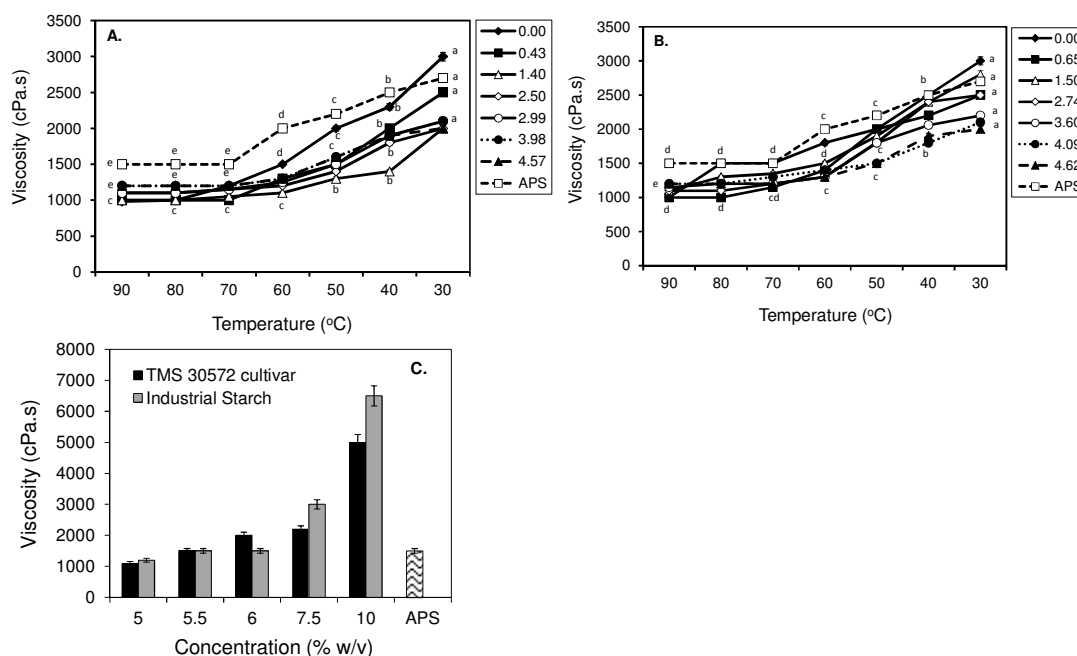 A.
3500
3000
2500
2000
1500
1000
500
0
Viscosity (cPa.s)
90 80 70 60 50 40 30
Temperature (oC)
e e e d c b a
a
a
b
c
d
e
e
c b a
e
b
c c c c b b
0.00
0.43
1.40
2.50
2.99
3.98
4.57
APS
B.
3500
3000
2500
2000
1500
1000
500
0
Viscosity (cPa.s)
90 80 70 60 50 40 30
Temperature (oC)
d d d c c b a
a
a
d
c
a
e
a
d d cd c c b
0.00
0.65
1.50
2.74
3.60
4.09
4.62
APS
C.
TMS 30572 cultivar
Industrial Starch
8000
7000
6000
5000
4000
3000
2000
1000
0
Viscosity (cPa.s)
5 5.5 6 7.5 10 APS
Concentration (% w/v)